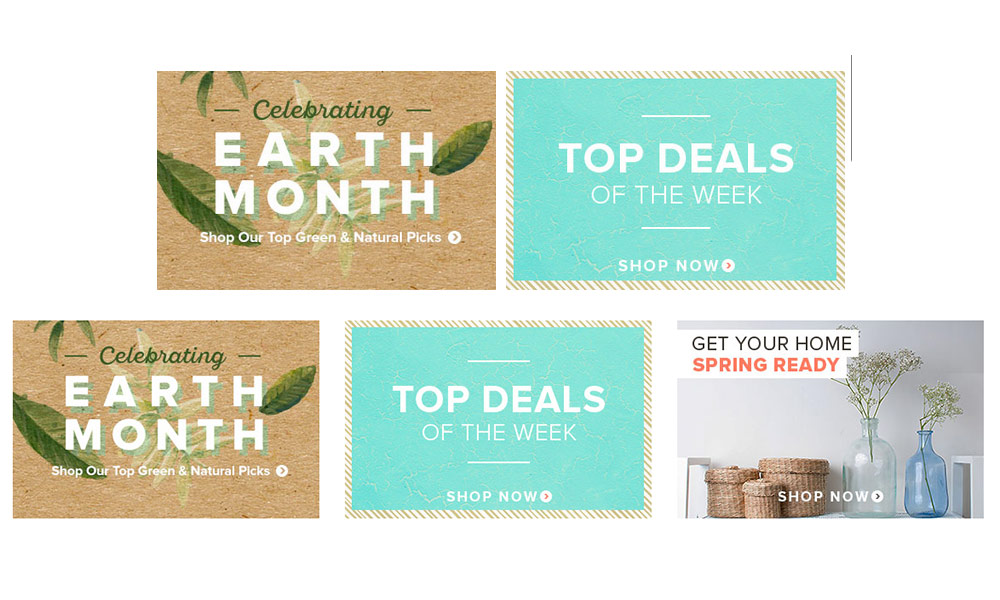 Celebrating
EARTH
MONTH
Shop Our Top Green & Natural Picks
TOP DEALS
OF THE WEEK
SHOP NOW
Celebrating
EARTH
MONTH
Shop Our Top Green & Natural Picks
TOP DEALS
OF THE WEEK
SHOP NOW
GET YOUR HOME
SPRING READY
SHOP NOW